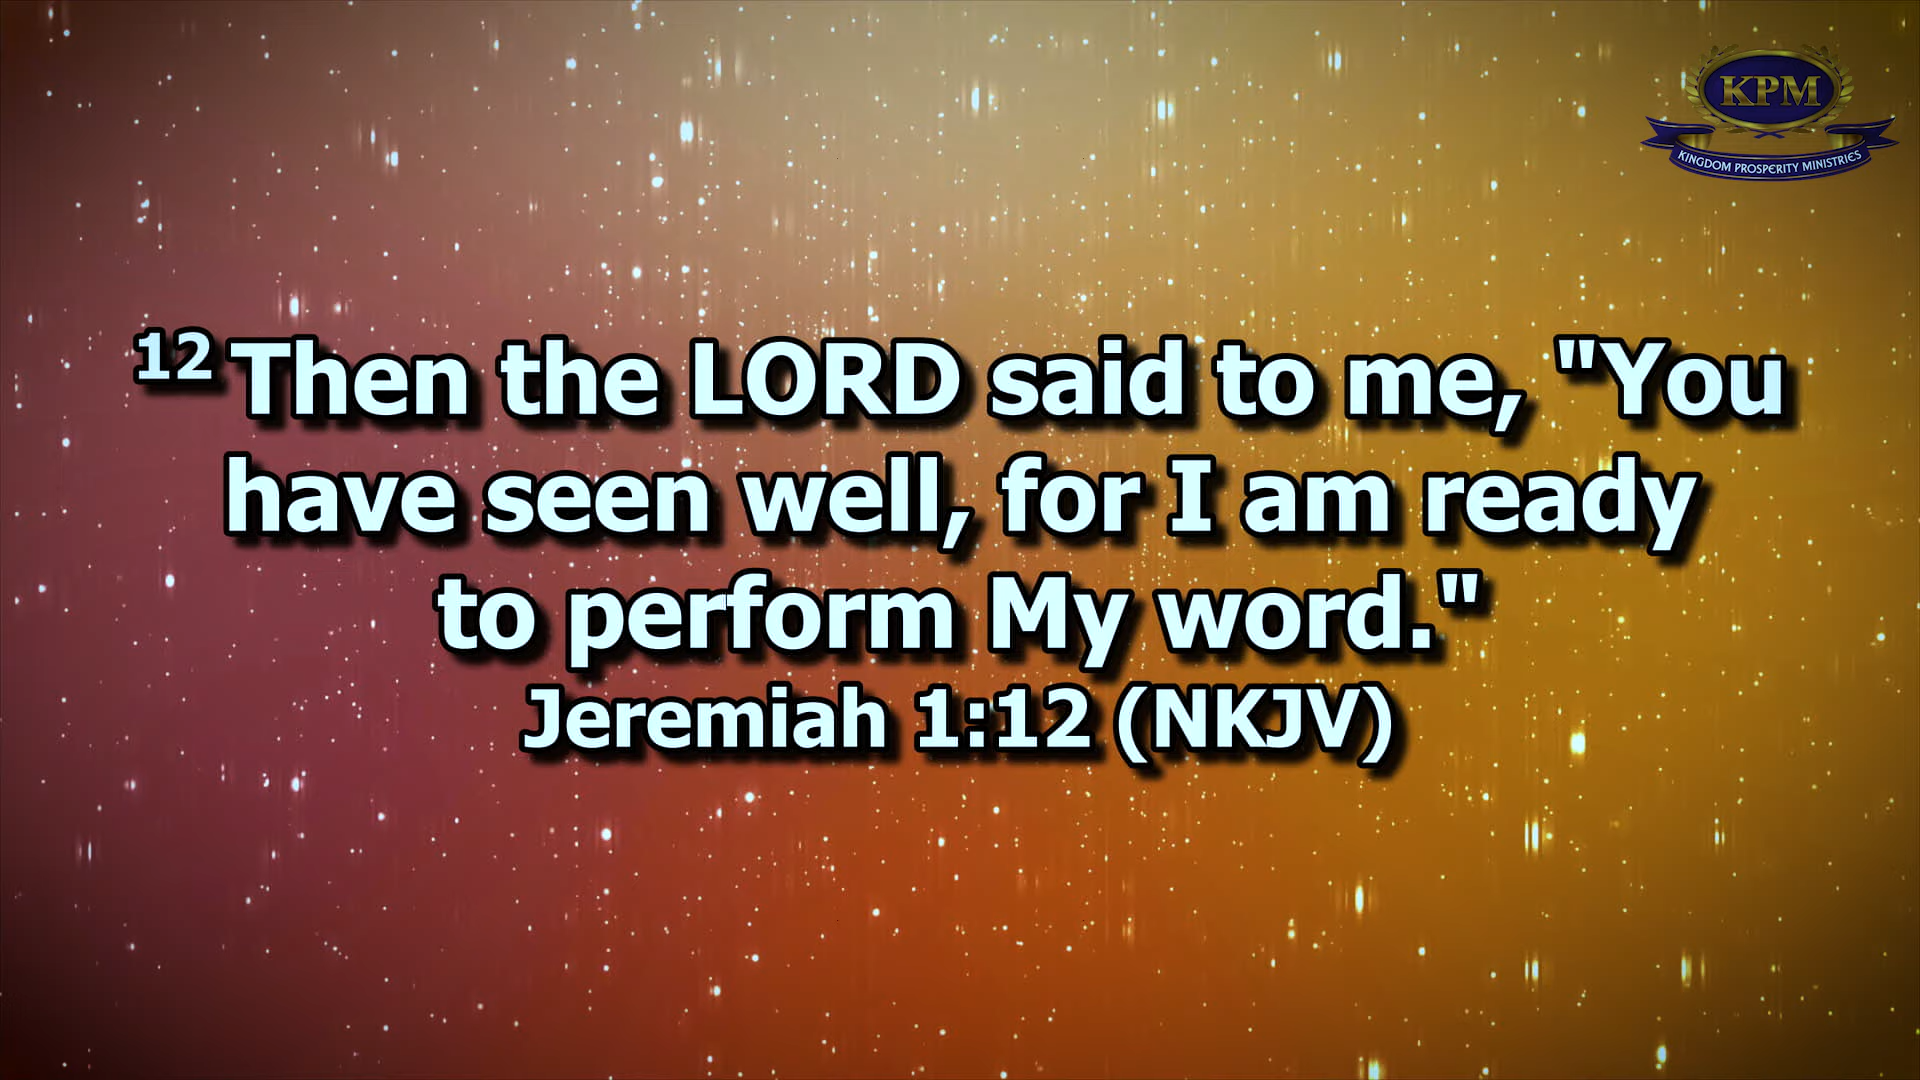 KPM
KINGDOM PROSPERITY MINISTRIES
12 Then the LORD said to me, "You
have seen well, for I am ready
to perform My word."
Jeremiah 1:12 (NKJV)